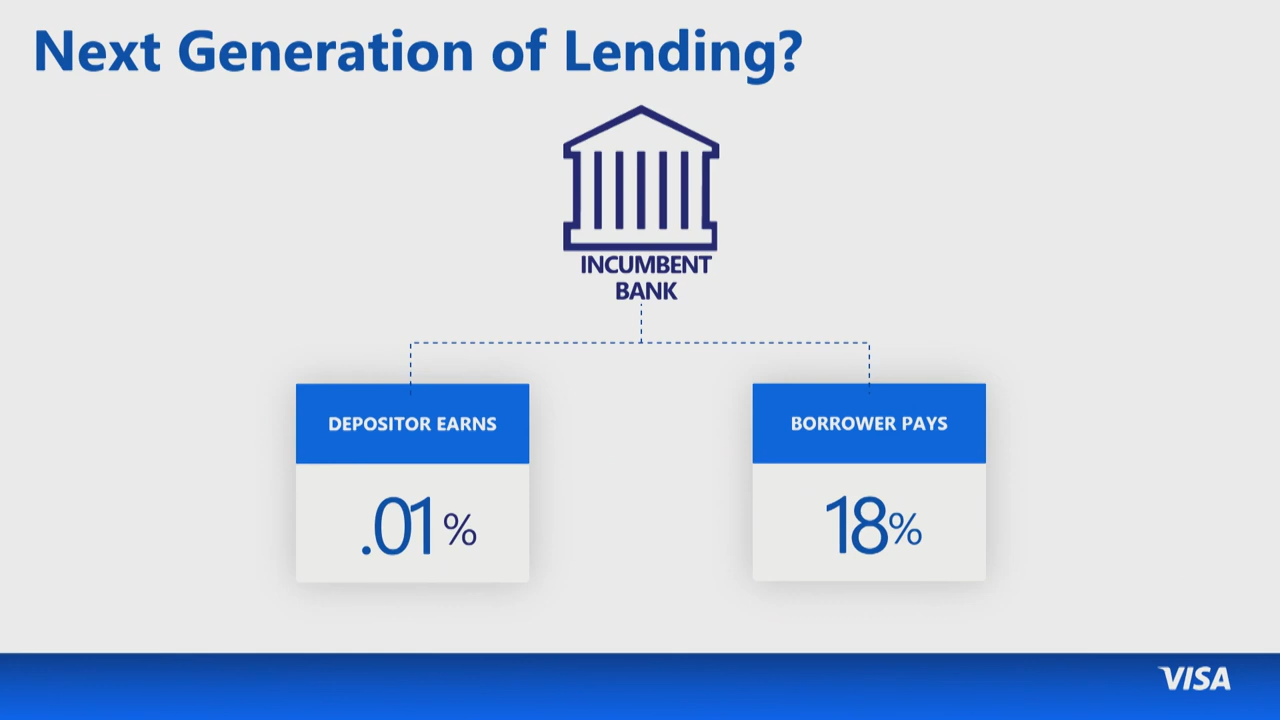 Next Generation of Lending?
INCUMBENT
BANK
DEPOSITOR EARNS
.01%
BORROWER PAYS
18%
VISA